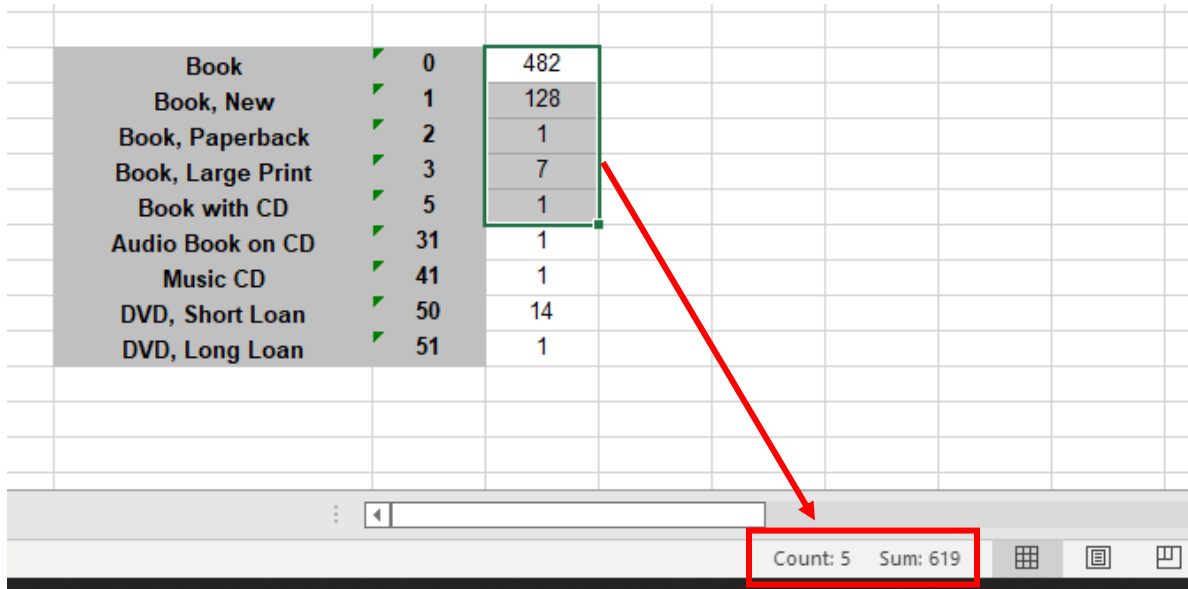 Book 0 482
Book, New 1 128
Book, Paperback 2 1
Book, Large Print 3 7
Book with CD 5 1
Audio Book on CD 31 1
Music CD 41 1
DVD, Short Loan 50 14
DVD, Long Loan 51 1
Count: 5 Sum: 619